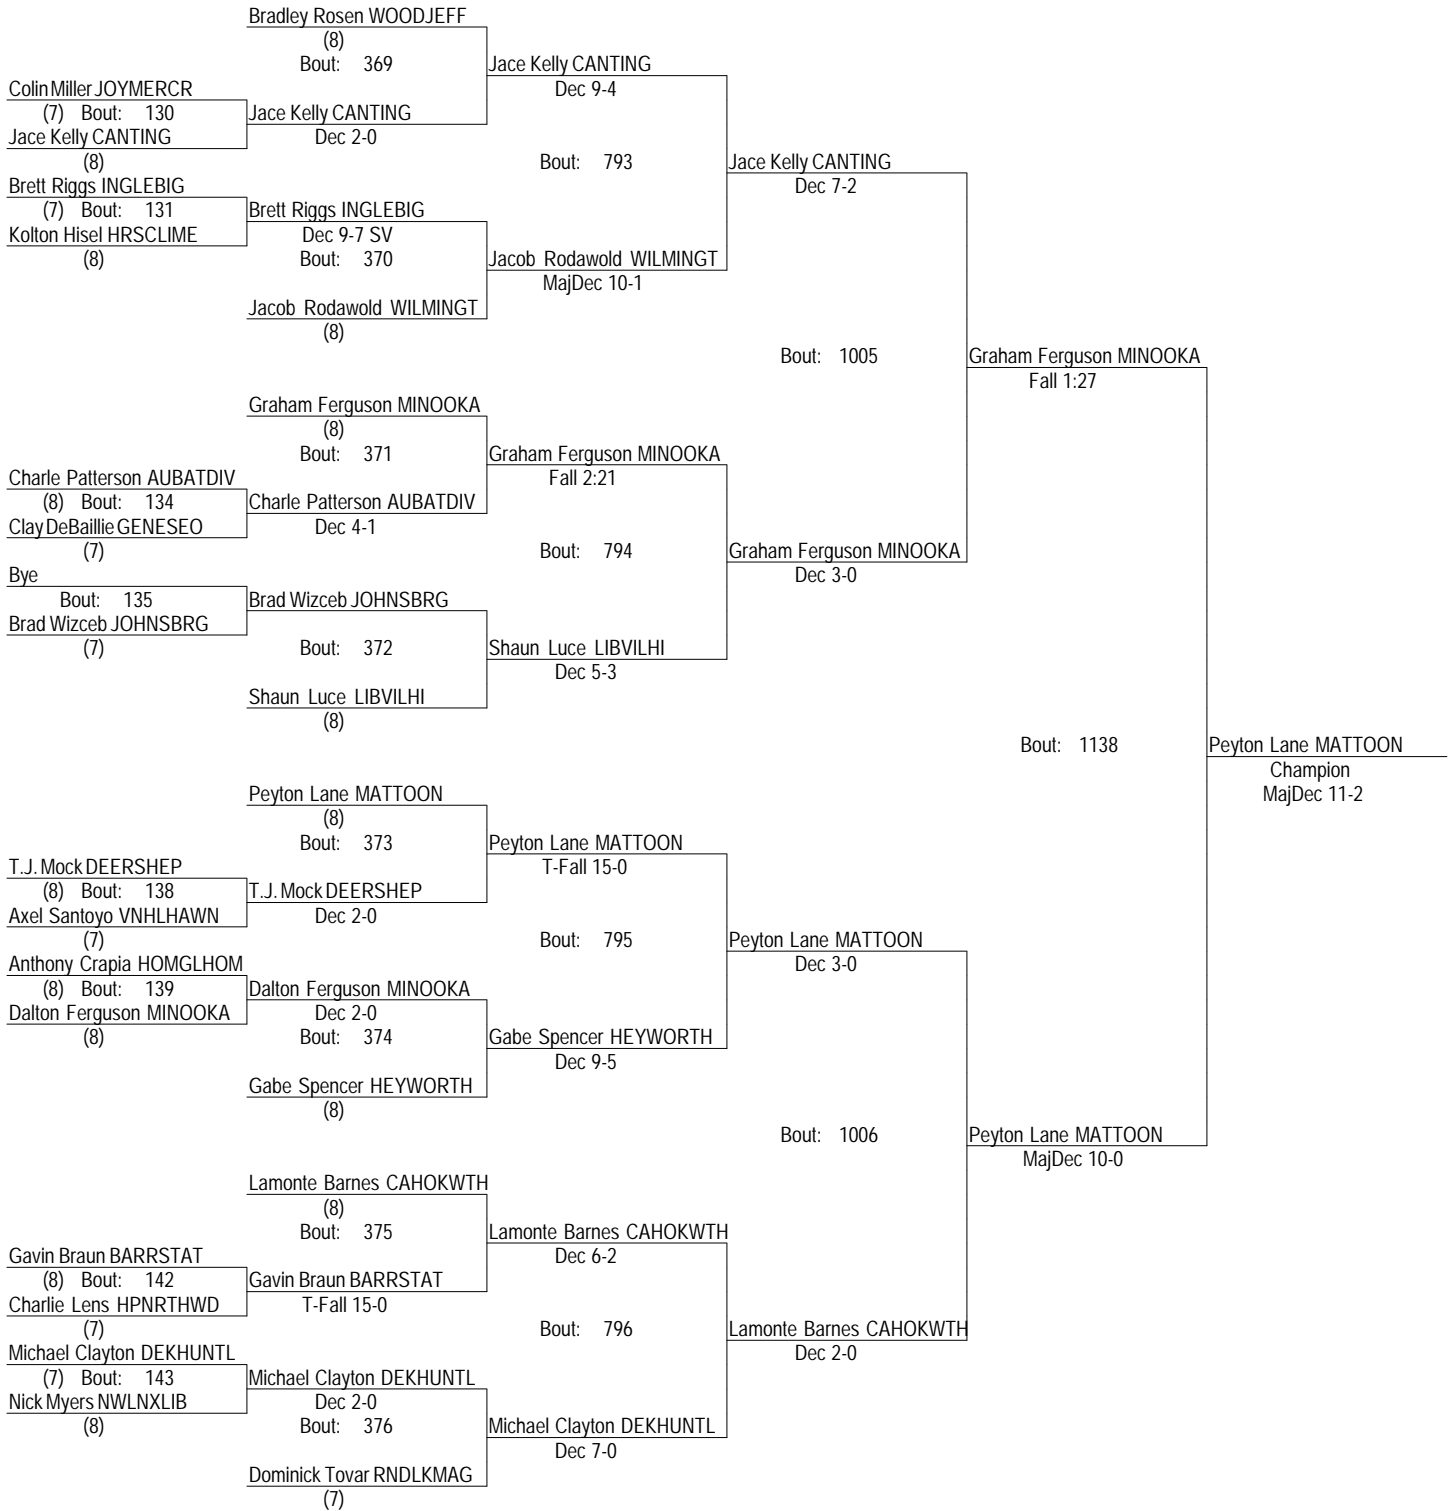 Bradley Rosen WOODJEFF
(8)
Bout: 369
Jace Kelly CANTING
Dec 9-4
Colin Miller JOYMERCR
(7) Bout: 130
Jace Kelly CANTING
Dec 2-0
Jace Kelly CANTING
(8)
Bout: 793
Jace Kelly CANTING
Dec 7-2
Brett Riggs INGLEBIG
(7) Bout: 131
Brett Riggs INGLEBIG
Dec 9-7 SV
Kolton Hisel HRSCLIME
(8)
Bout: 370
Jacob Rodawold WILMINGT
MajDec 10-1
Jacob Rodawold WILMINGT
(8)
Bout: 1005
Graham Ferguson MINOOKA
Fall 1:27
Graham Ferguson MINOOKA
(8)
Bout: 371
Graham Ferguson MINOOKA
Fall 2:21
Charle Patterson AUBATDIV
(8) Bout: 134
Charle Patterson AUBATDIV
Dec 4-1
Clay DeBaillie GENESEO
(7)
Bout: 794
Graham Ferguson MINOOKA
Dec 3-0
Bye
Bout: 135
Brad Wizceb JOHNSBRG
Brad Wizceb JOHNSBRG
(7)
Bout: 372
Shaun Luce LIBVILHI
Dec 5-3
Shaun Luce LIBVILHI
(8)
Bout: 1138
Peyton Lane MATTOON
Champion
MajDec 11-2
Peyton Lane MATTOON
(8)
Bout: 373
Peyton Lane MATTOON
T-Fall 15-0
T.J. Mock DEERSHEP
(8) Bout: 138
T.J. Mock DEERSHEP
Dec 2-0
Axel Santoyo VNHLHAWN
(7)
Bout: 795
Peyton Lane MATTOON
Dec 3-0
Anthony Crapia HOMGLHOM
(8) Bout: 139
Dalton Ferguson MINOOKA
Dec 2-0
Dalton Ferguson MINOOKA
(8)
Bout: 374
Gabe Spencer HEYWORTH
Dec 9-5
Gabe Spencer HEYWORTH
(8)
Bout: 1006
Peyton Lane MATTOON
MajDec 10-0
Lamonte Barnes CAHOKWTH
(8)
Bout: 375
Lamonte Barnes CAHOKWTH
Dec 6-2
Gavin Braun BARRSTAT
(8) Bout: 142
Gavin Braun BARRSTAT
T-Fall 15-0
Charlie Lens HPNRTHWD
(7)
Bout: 796
Lamonte Barnes CAHOKWTH
Dec 2-0
Michael Clayton DEKHUNTL
(7) Bout: 143
Michael Clayton DEKHUNTL
Dec 2-0
Nick Myers NWLNXLIB
(8)
Bout: 376
Michael Clayton DEKHUNTL
Dec 7-0
Dominick Tovar RNDLKMAG
(7)